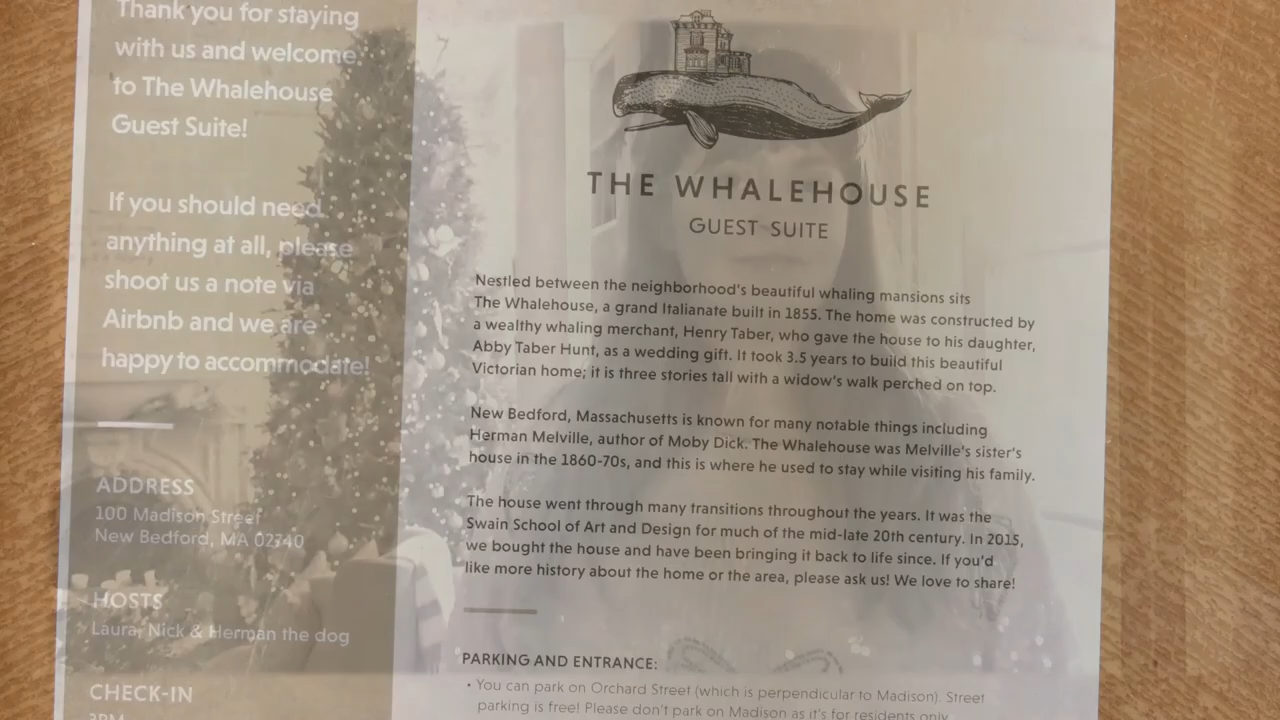 Thank you for staying
with us and welcome
to The Whalehouse
Guest Suite!
If you should need
anything at all, please
shoot us a note via
Airbnb and we are
happy to accommodate!
ADDRESS
100 Madison Street
New Bedford, MA 02740
HOSTS
Laura, Nick & Herman the dog
CHECK-IN
3PM
THE WHALEHOUSE
GUEST SUITE
Nestled between the neighborhood's beautiful whaling mansions sits
The Whalehouse, a grand Italianate built in 1855. The home was constructed by
a wealthy whaling merchant, Henry Taber, who gave the house to his daughter,
Abby Taber Hunt, as a wedding gift. It took 3.5 years to build this beautiful
Victorian home; it is three stories tall with a widow's walk perched on top.
New Bedford, Massachusetts is known for many notable things including
Herman Melville, author of Moby Dick. The Whalehouse was Melville's sister's
house in the 1860-70s, and this is where he used to stay while visiting his family.
The house went through many transitions throughout the years. It was the
Swain School of Art and Design for much of the mid-late 20th century. In 2015,
we bought the house and have been bringing it back to life since. If you'd
like more history about the home or the area, please ask us! We love to share!
PARKING AND ENTRANCE:
• You can park on Orchard Street (which is perpendicular to Madison). Street
parking is free! Please don't park on Madison as it's for residents only